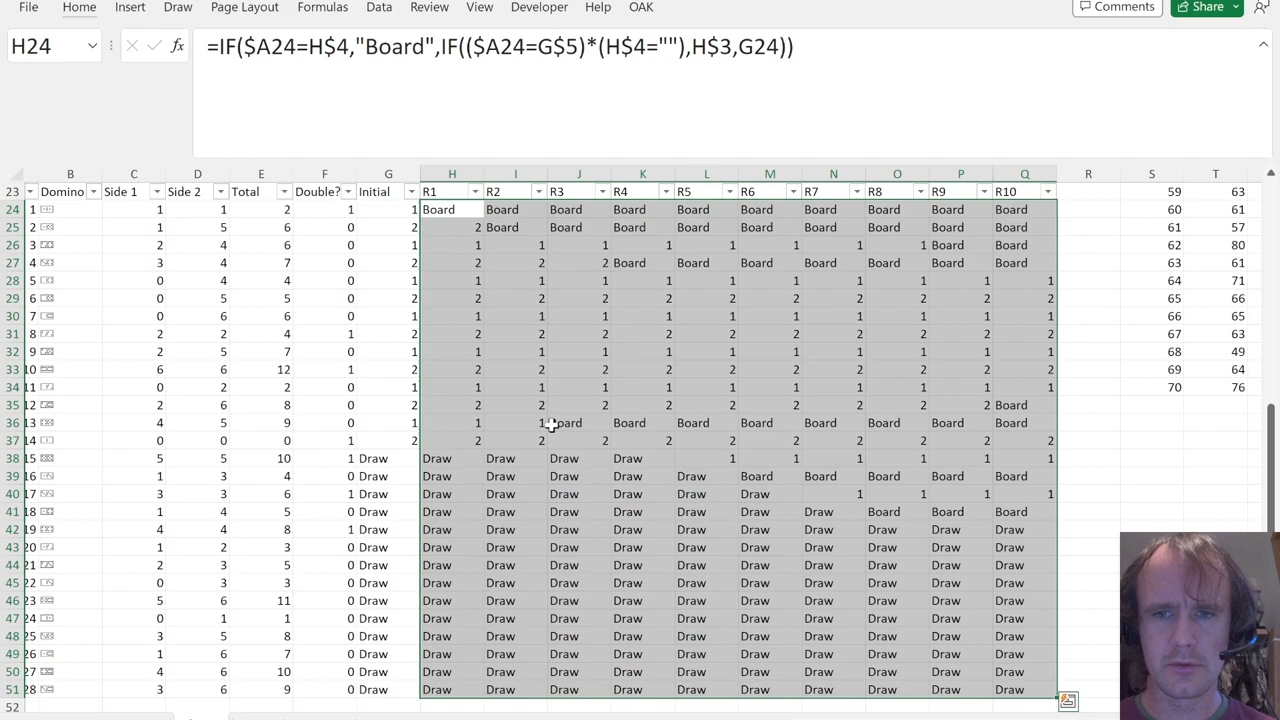 File Home Insert Draw Page Layout Formulas Data Review View Developer Help OAK Comments Share
H24 fx =IF($A24=H$4,"Board",IF(($A24=G$5)*(H$4=""),H$3,G24))
B C D E F G H I J K L M N O P Q R S T
23 Domino Side 1 Side 2 Total Double? Initial R1 R2 R3 R4 R5 R6 R7 R8 R9 R10 59 63
24 1 1 1 2 1 1 Board Board Board Board Board Board Board Board Board Board 60 61
25 2 1 5 6 0 2 2 Board Board Board Board Board Board Board Board Board 61 57
26 3 2 4 6 0 1 1 1 1 1 1 1 1 1 Board Board 62 80
27 4 3 4 7 0 2 2 2 2 Board Board Board Board Board Board Board 63 61
28 5 0 4 4 0 1 1 1 1 1 1 1 1 1 1 1 64 71
29 6 0 5 5 0 2 2 2 2 2 2 2 2 2 2 2 65 66
30 7 0 6 6 0 1 1 1 1 1 1 1 1 1 1 1 66 65
31 8 2 2 4 1 2 2 2 2 2 2 2 2 2 2 2 67 63
32 9 2 5 7 0 1 1 1 1 1 1 1 1 1 1 1 68 49
33 10 6 6 12 1 2 2 2 2 2 2 2 2 2 2 2 69 64
34 11 0 2 2 0 1 1 1 1 1 1 1 1 1 1 1 70 76
35 12 2 6 8 0 2 2 2 2 2 2 2 2 2 2 Board
36 13 4 5 9 0 1 1 1 Board Board Board Board Board Board Board Board
37 14 0 0 0 1 2 2 2 2 2 2 2 2 2 2 2
38 15 5 5 10 1 Draw Draw Draw Draw Draw 1 1 1 1 1 1
39 16 1 3 4 0 Draw Draw Draw Draw Draw Draw Board Board Board Board Board
40 17 3 3 6 1 Draw Draw Draw Draw Draw Draw Draw 1 1 1 1
41 18 1 4 5 0 Draw Draw Draw Draw Draw Draw Draw Draw Board Board Board
42 19 4 4 8 1 Draw Draw Draw Draw Draw Draw Draw Draw Draw Draw Draw
43 20 1 2 3 0 Draw Draw Draw Draw Draw Draw Draw Draw Draw Draw Draw
44 21 2 3 5 0 Draw Draw Draw Draw Draw Draw Draw Draw Draw Draw Draw
45 22 0 3 3 0 Draw Draw Draw Draw Draw Draw Draw Draw Draw Draw Draw
46 23 5 6 11 0 Draw Draw Draw Draw Draw Draw Draw Draw Draw Draw Draw
47 24 0 1 1 0 Draw Draw Draw Draw Draw Draw Draw Draw Draw Draw Draw
48 25 3 5 8 0 Draw Draw Draw Draw Draw Draw Draw Draw Draw Draw Draw
49 26 1 6 7 0 Draw Draw Draw Draw Draw Draw Draw Draw Draw Draw Draw
50 27 4 6 10 0 Draw Draw Draw Draw Draw Draw Draw Draw Draw Draw Draw
51 28 3 6 9 0 Draw Draw Draw Draw Draw Draw Draw Draw Draw Draw Draw
52